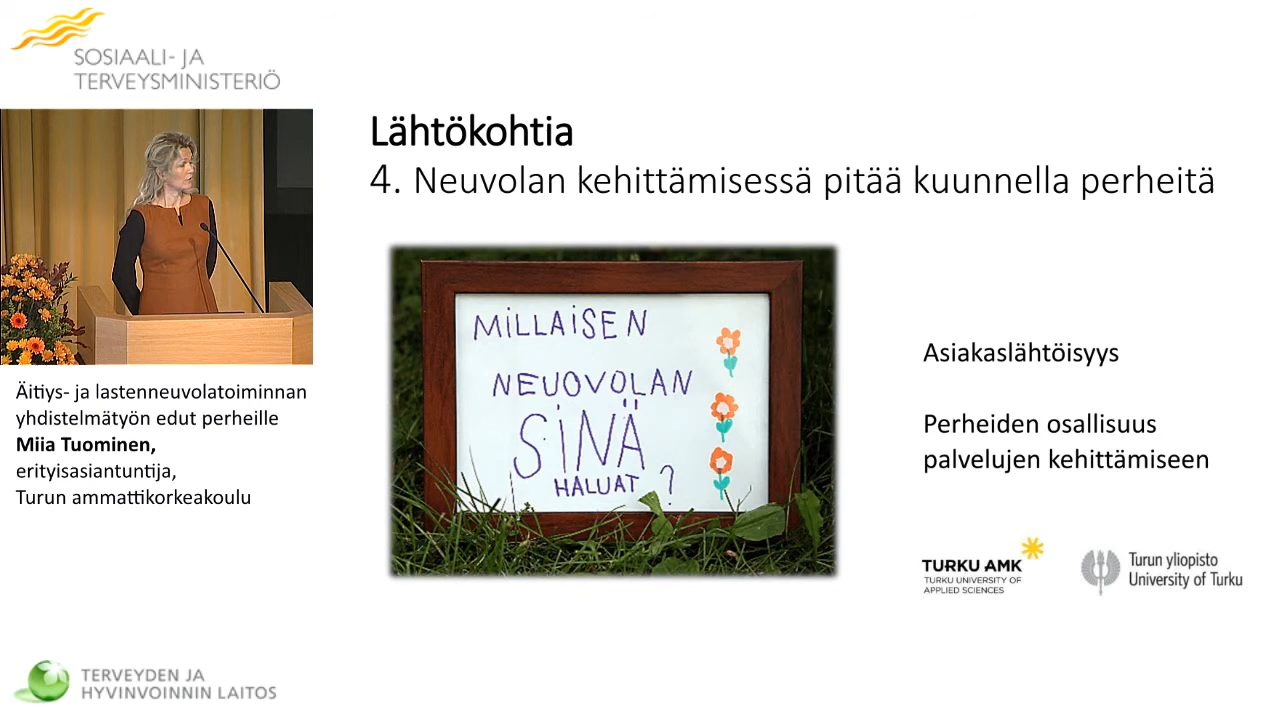 SOSIAALI- JA
TERVEYSMINISTERIÖ
Lähtökohtia
4. Neuvolan kehittämisessä pitää kuunnella perheitä
MiLLAiSEN
NEUOVOLAN
SiNÄ
HALUAT ?
Asiakaslähtöisyys
Perheiden osallisuus
palvelujen kehittämiseen
Äitiys- ja lastenneuvolatoiminnan
yhdistelmätyön edut perheille
Miia Tuominen,
erityisasiantuntija,
Turun ammattikorkeakoulu
TURKU AMK
TURKU UNIVERSITY OF
APPLIED SCIENCES
Turun yliopisto
University of Turku
TERVEYDEN JA
HYVINVOINNIN LAITOS